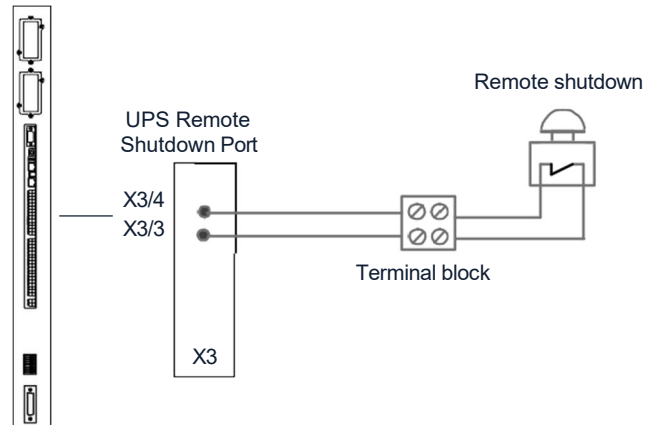 Remote shutdown
UPS Remote
Shutdown Port
X3/4
X3/3
Terminal block
X3